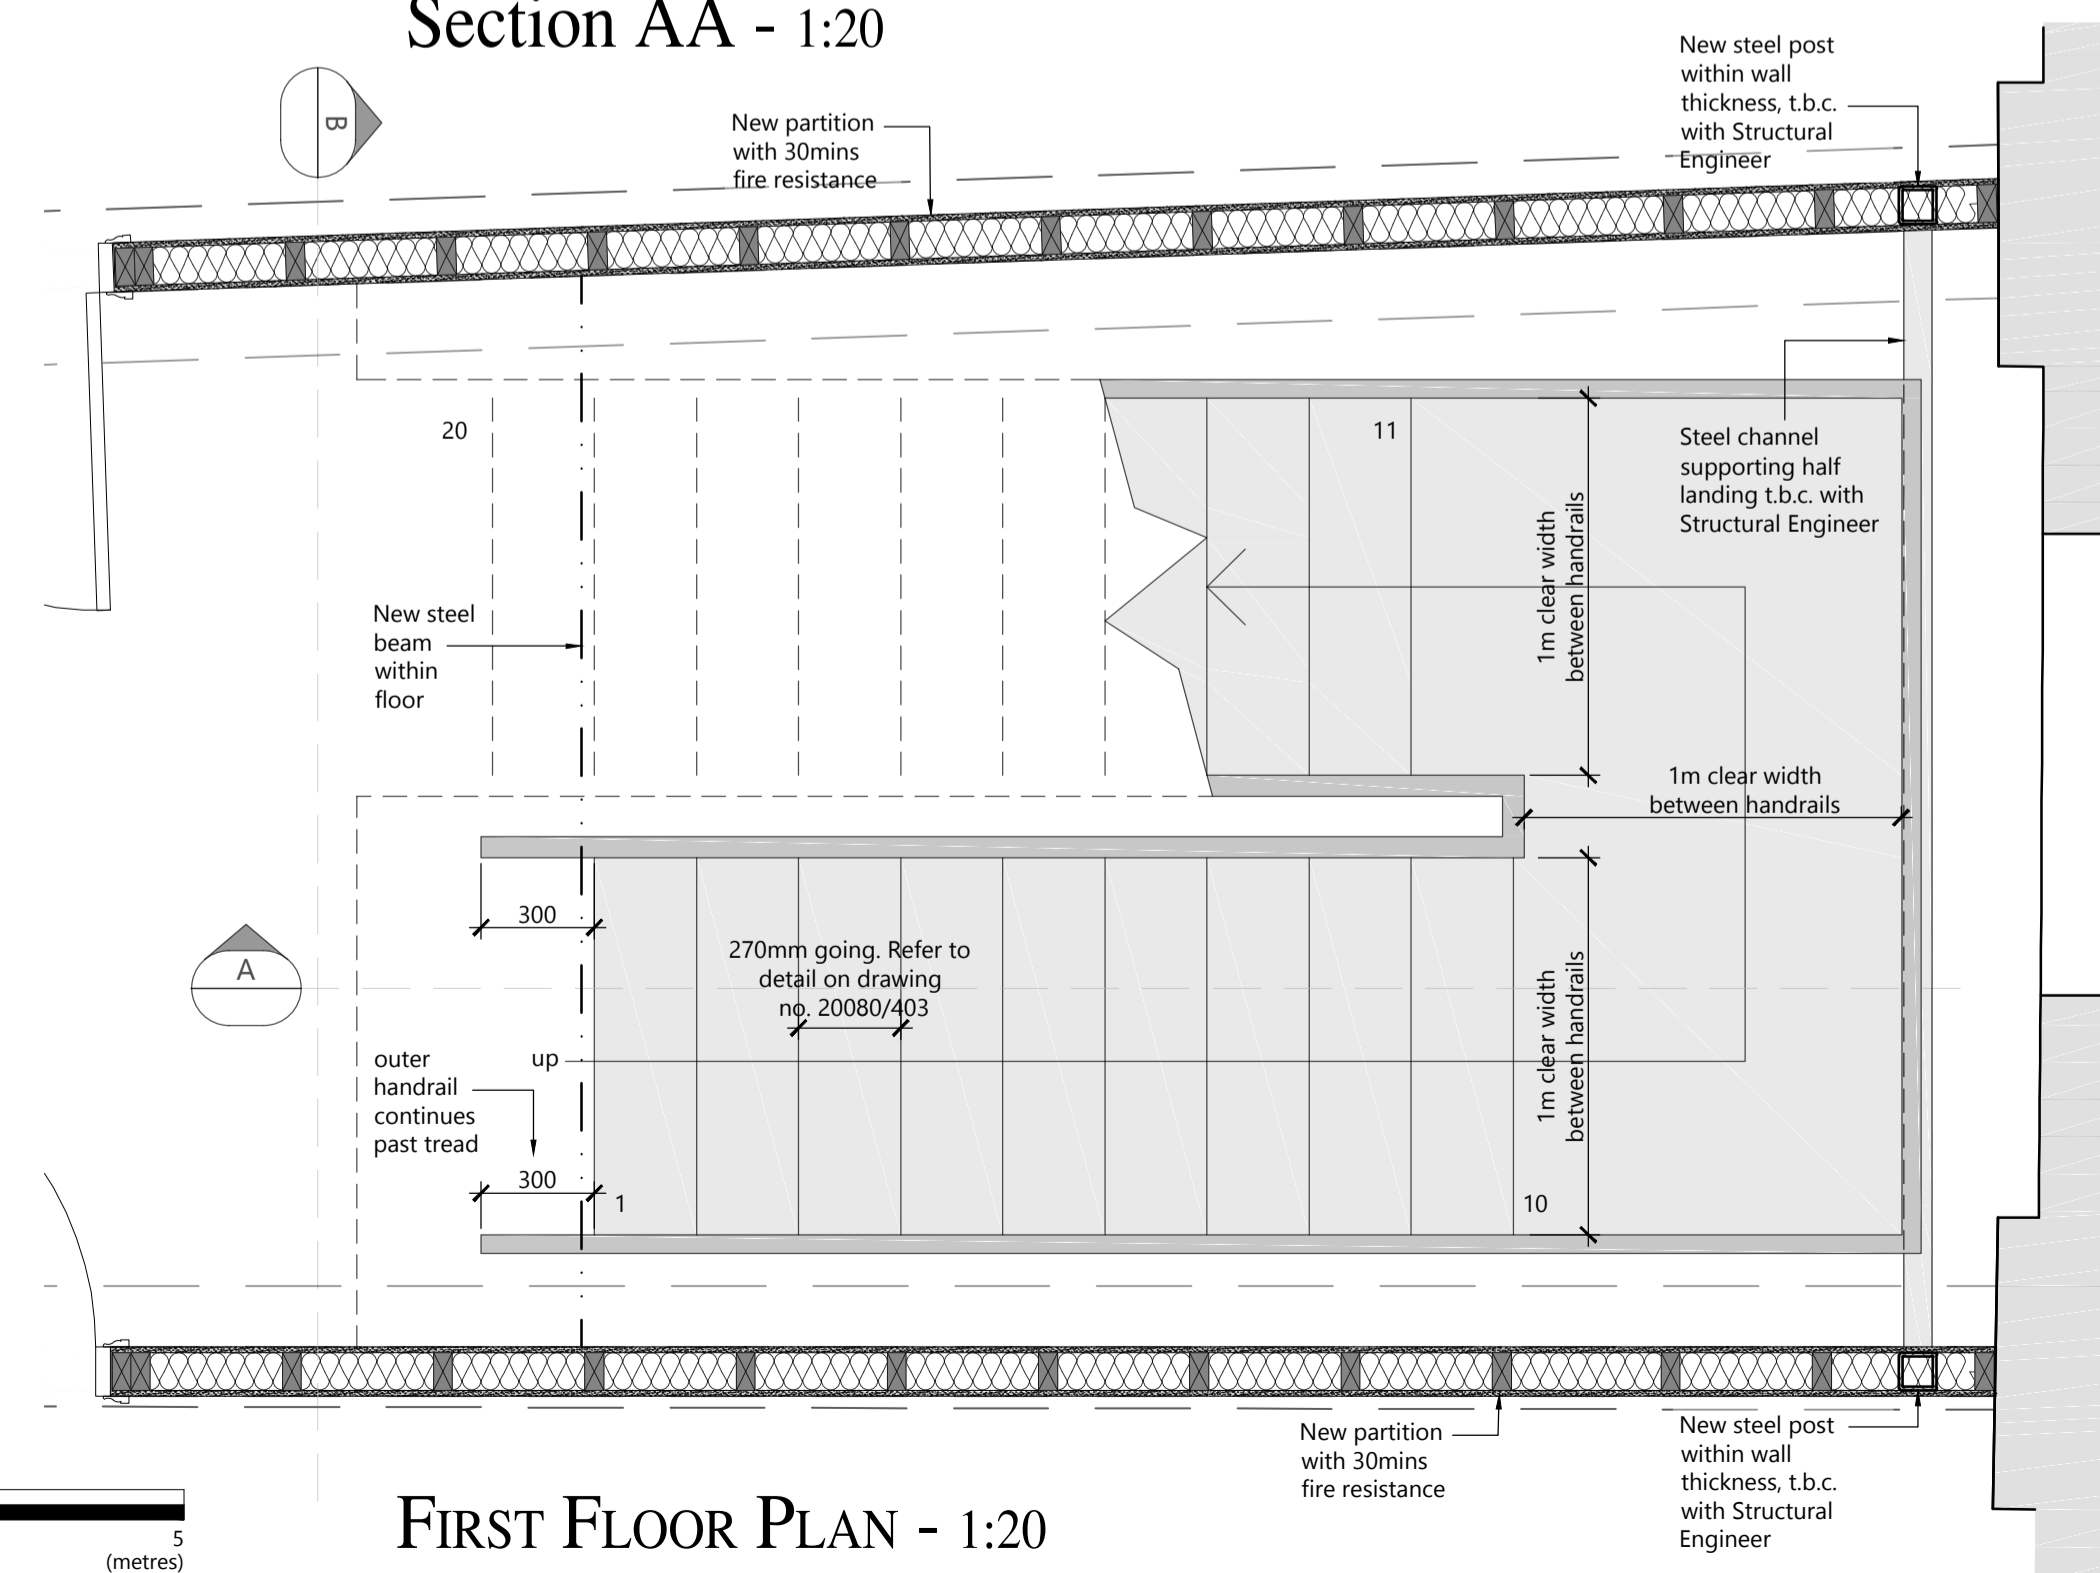 Section AA - 1:20
B
New partition
with 30mins
fire resistance
New steel post
within wall
thickness, t.b.c.
with Structural
Engineer
20
11
Steel channel
supporting half
landing t.b.c. with
Structural Engineer
1m clear width
between handrails
New steel
beam
within
floor
1m clear width
between handrails
300
270mm going. Refer to
detail on drawing
no. 20080/403
A
1m clear width
between handrails
outer
handrail
continues
past tread
up
300
1
10
New partition
with 30mins
fire resistance
New steel post
within wall
thickness, t.b.c.
with Structural
Engineer
5
(metres)
FIRST FLOOR PLAN - 1:20